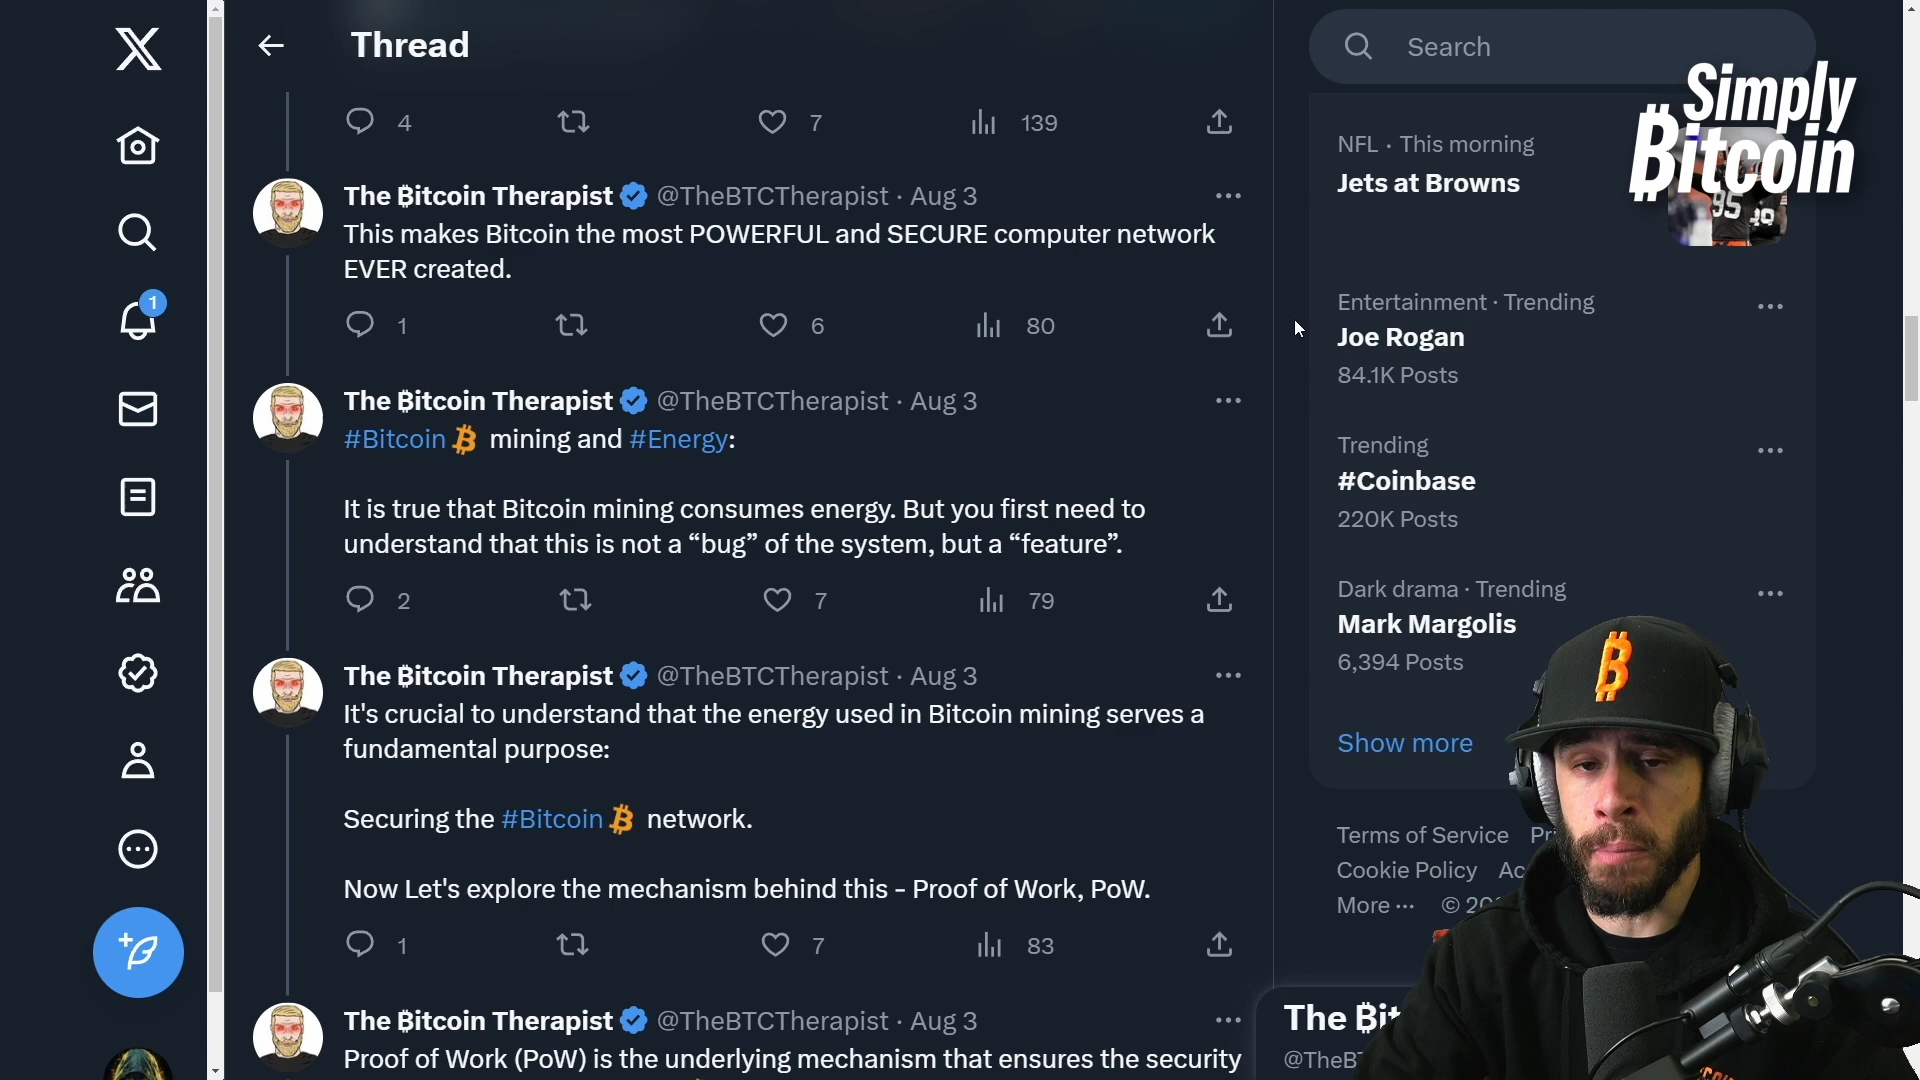 Thread
Search
Simply
₿itcoin
4 7 139
NFL · This morning
Jets at Browns
The ₿itcoin Therapist @TheBTCTherapist · Aug 3
This makes Bitcoin the most POWERFUL and SECURE computer network
EVER created.
1 6 80
Entertainment · Trending
Joe Rogan
84.1K Posts
The ₿itcoin Therapist @TheBTCTherapist · Aug 3
#Bitcoin mining and #Energy:
It is true that Bitcoin mining consumes energy. But you first need to
understand that this is not a “bug” of the system, but a “feature”.
2 7 79
Trending
#Coinbase
220K Posts
Dark drama · Trending
Mark Margolis
6,394 Posts
Show more
The ₿itcoin Therapist @TheBTCTherapist · Aug 3
It's crucial to understand that the energy used in Bitcoin mining serves a
fundamental purpose:
Securing the #Bitcoin network.
Now Let's explore the mechanism behind this - Proof of Work, PoW.
1 7 83
Terms of Service
Cookie Policy
More ··· ©
The ₿itcoin Therapist @TheBTCTherapist · Aug 3
Proof of Work (PoW) is the underlying mechanism that ensures the security
The
1
95